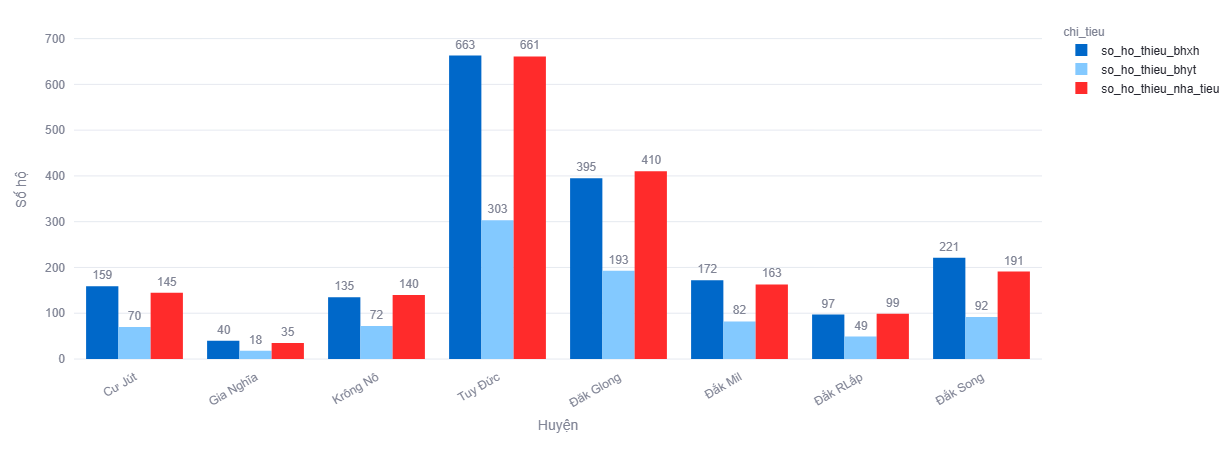 chi_tieu
so_ho_thieu_bhxh
so_ho_thieu_bhyt
so_ho_thieu_nha_tieu
Số hộ
700
600
500
400
300
200
100
0
159
70
145
40
18
35
135
72
140
663
303
661
395
193
410
172
82
163
97
49
99
221
92
191
Cư Jút
Gia Nghĩa
Krông Nô
Tuy Đức
Đăk Glong
Đắk Mil
Đắk RLấp
Đắk Song
Huyện